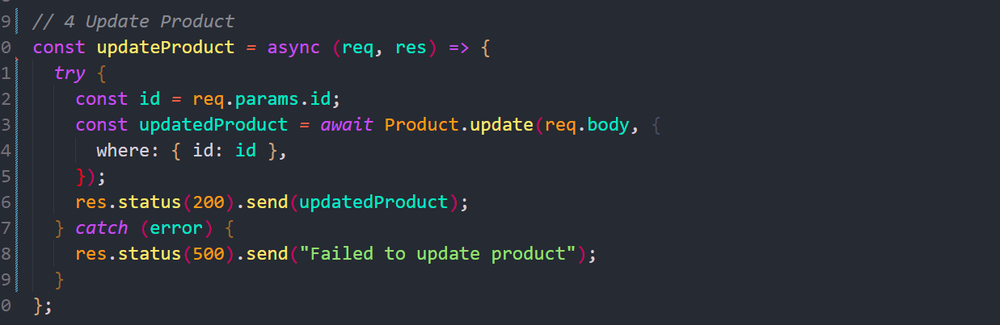 9 // 4 Update Product
0 const updateProduct = async (req, res) => {
1 try {
2 const id = req.params.id;
3 const updatedProduct = await Product.update(req.body, {
4 where: { id: id },
5 });
6 res.status(200).send(updatedProduct);
7 } catch (error) {
8 res.status(500).send("Failed to update product");
9 }
0 };